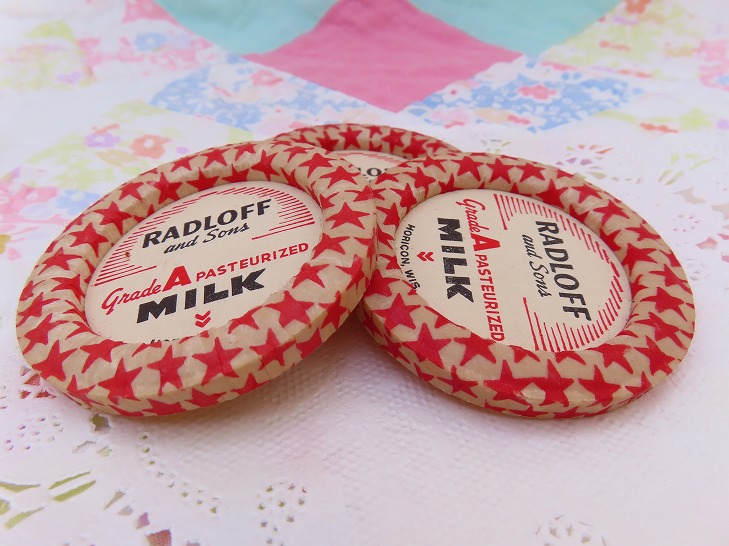 RADLOFF
and Sons
Grade A PASTEURIZED
MILK
RADLOFF
and Sons
Grade A PASTEURIZED
MILK
HORICON, WIS.